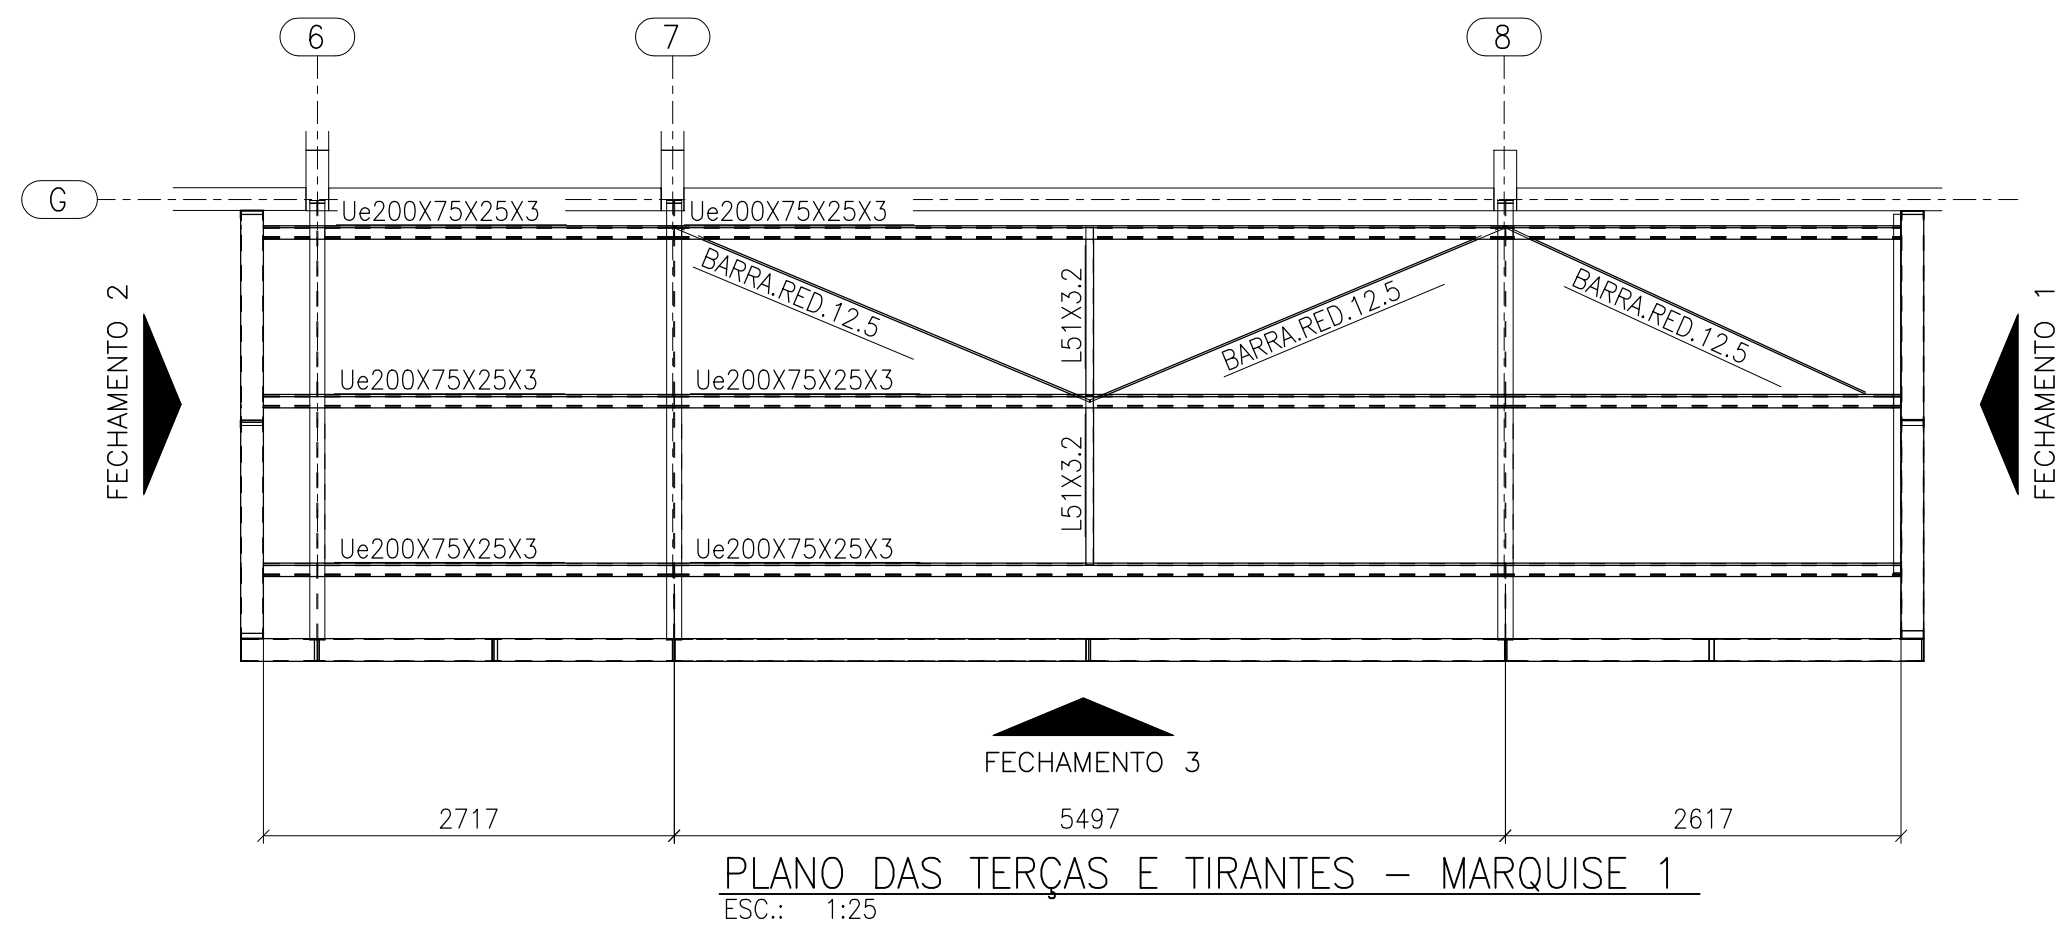 6
7
8
G
Ue200X75X25X3
Ue200X75X25X3
BARRA.RED.12.5
L51X3.2
BARRA.RED.12.5
BARRA.RED.12.5
FECHAMENTO 2
FECHAMENTO 1
Ue200X75X25X3
Ue200X75X25X3
L51X3.2
Ue200X75X25X3
Ue200X75X25X3
FECHAMENTO 3
2717
5497
2617
PLANO DAS TERÇAS E TIRANTES – MARQUISE 1
ESC.: 1:25